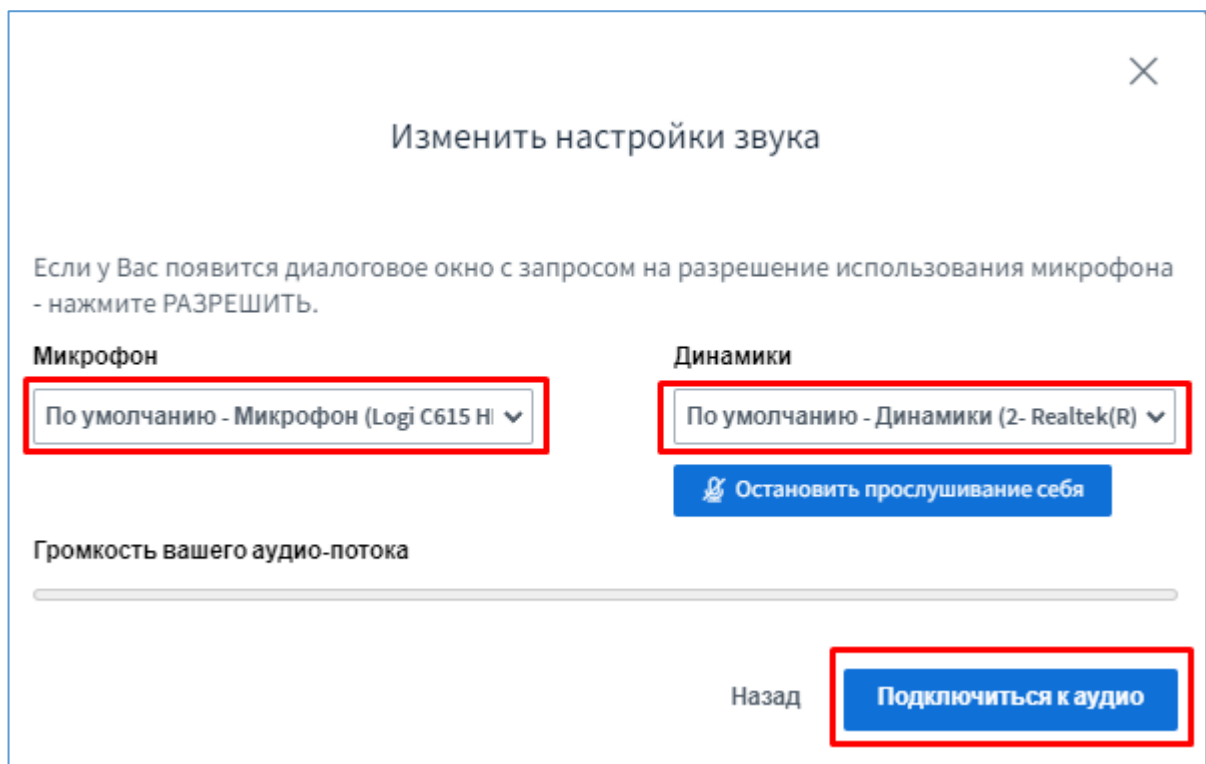 Изменить настройки звука
Если у Вас появится диалоговое окно с запросом на разрешение использования микрофона
- нажмите РАЗРЕШИТЬ.
Микрофон
Динамики
По умолчанию - Микрофон (Logi C615 H
По умолчанию - Динамики (2- Realtek(R)
Остановить прослушивание себя
Громкость вашего аудио-потока
Назад
Подключиться к аудио